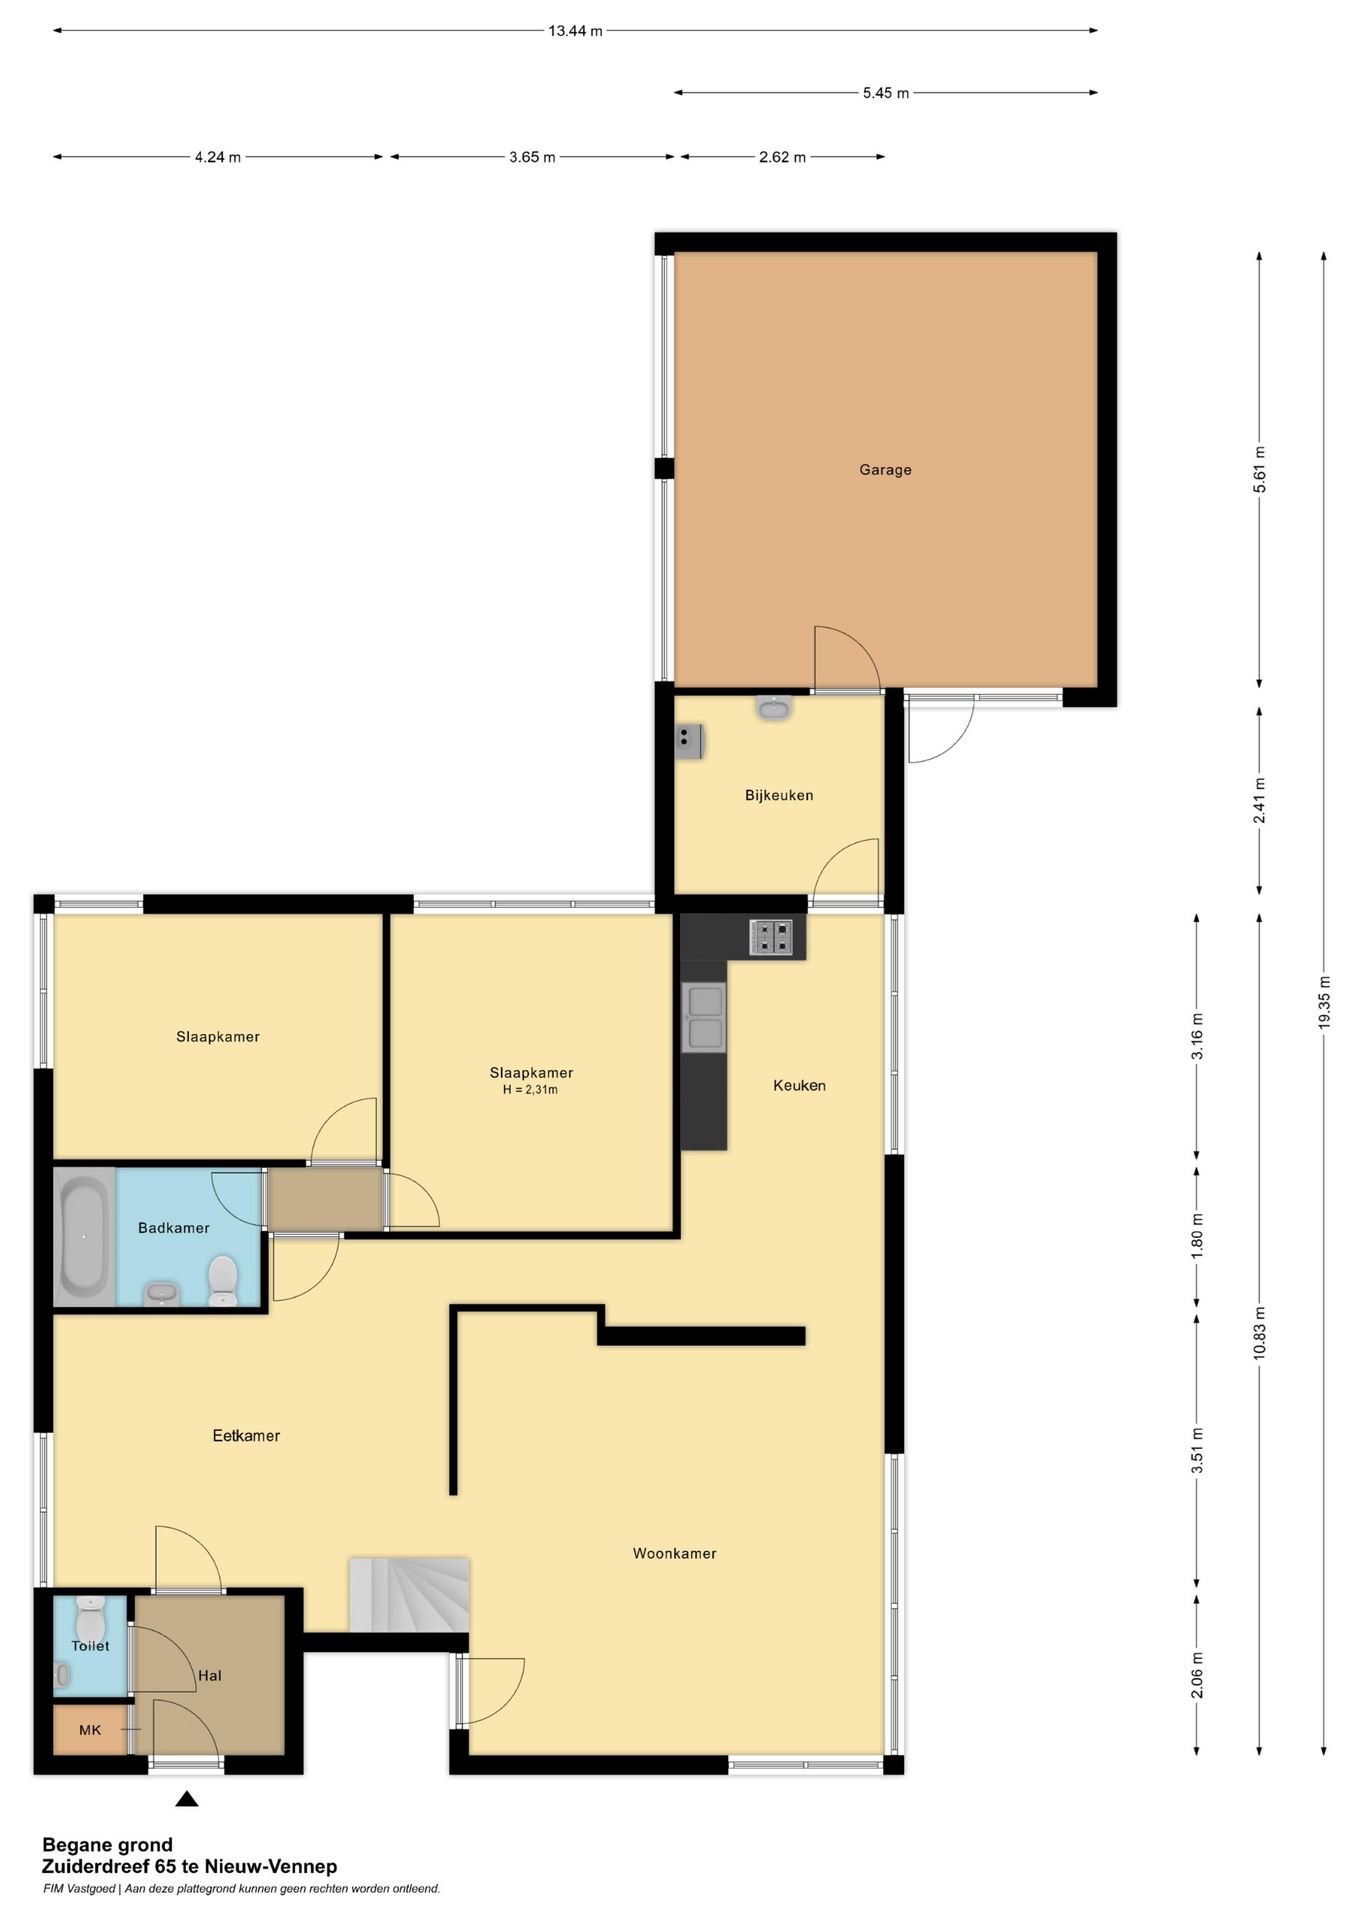 13.44 m
5.45 m
4.24 m
3.65 m
2.62 m
Garage
5.61 m
Bijkeuken
2.41 m
19.35 m
Slaapkamer
Slaapkamer
H = 2,31m
Keuken
3.16 m
Badkamer
1.80 m
10.83 m
Eetkamer
3.51 m
Woonkamer
Toilet
Hal
2.06 m
MK
Begane grond
Zuiderdreef 65 te Nieuw-Vennep
FIM Vastgoed | Aan deze plattegrond kunnen geen rechten worden ontleend.